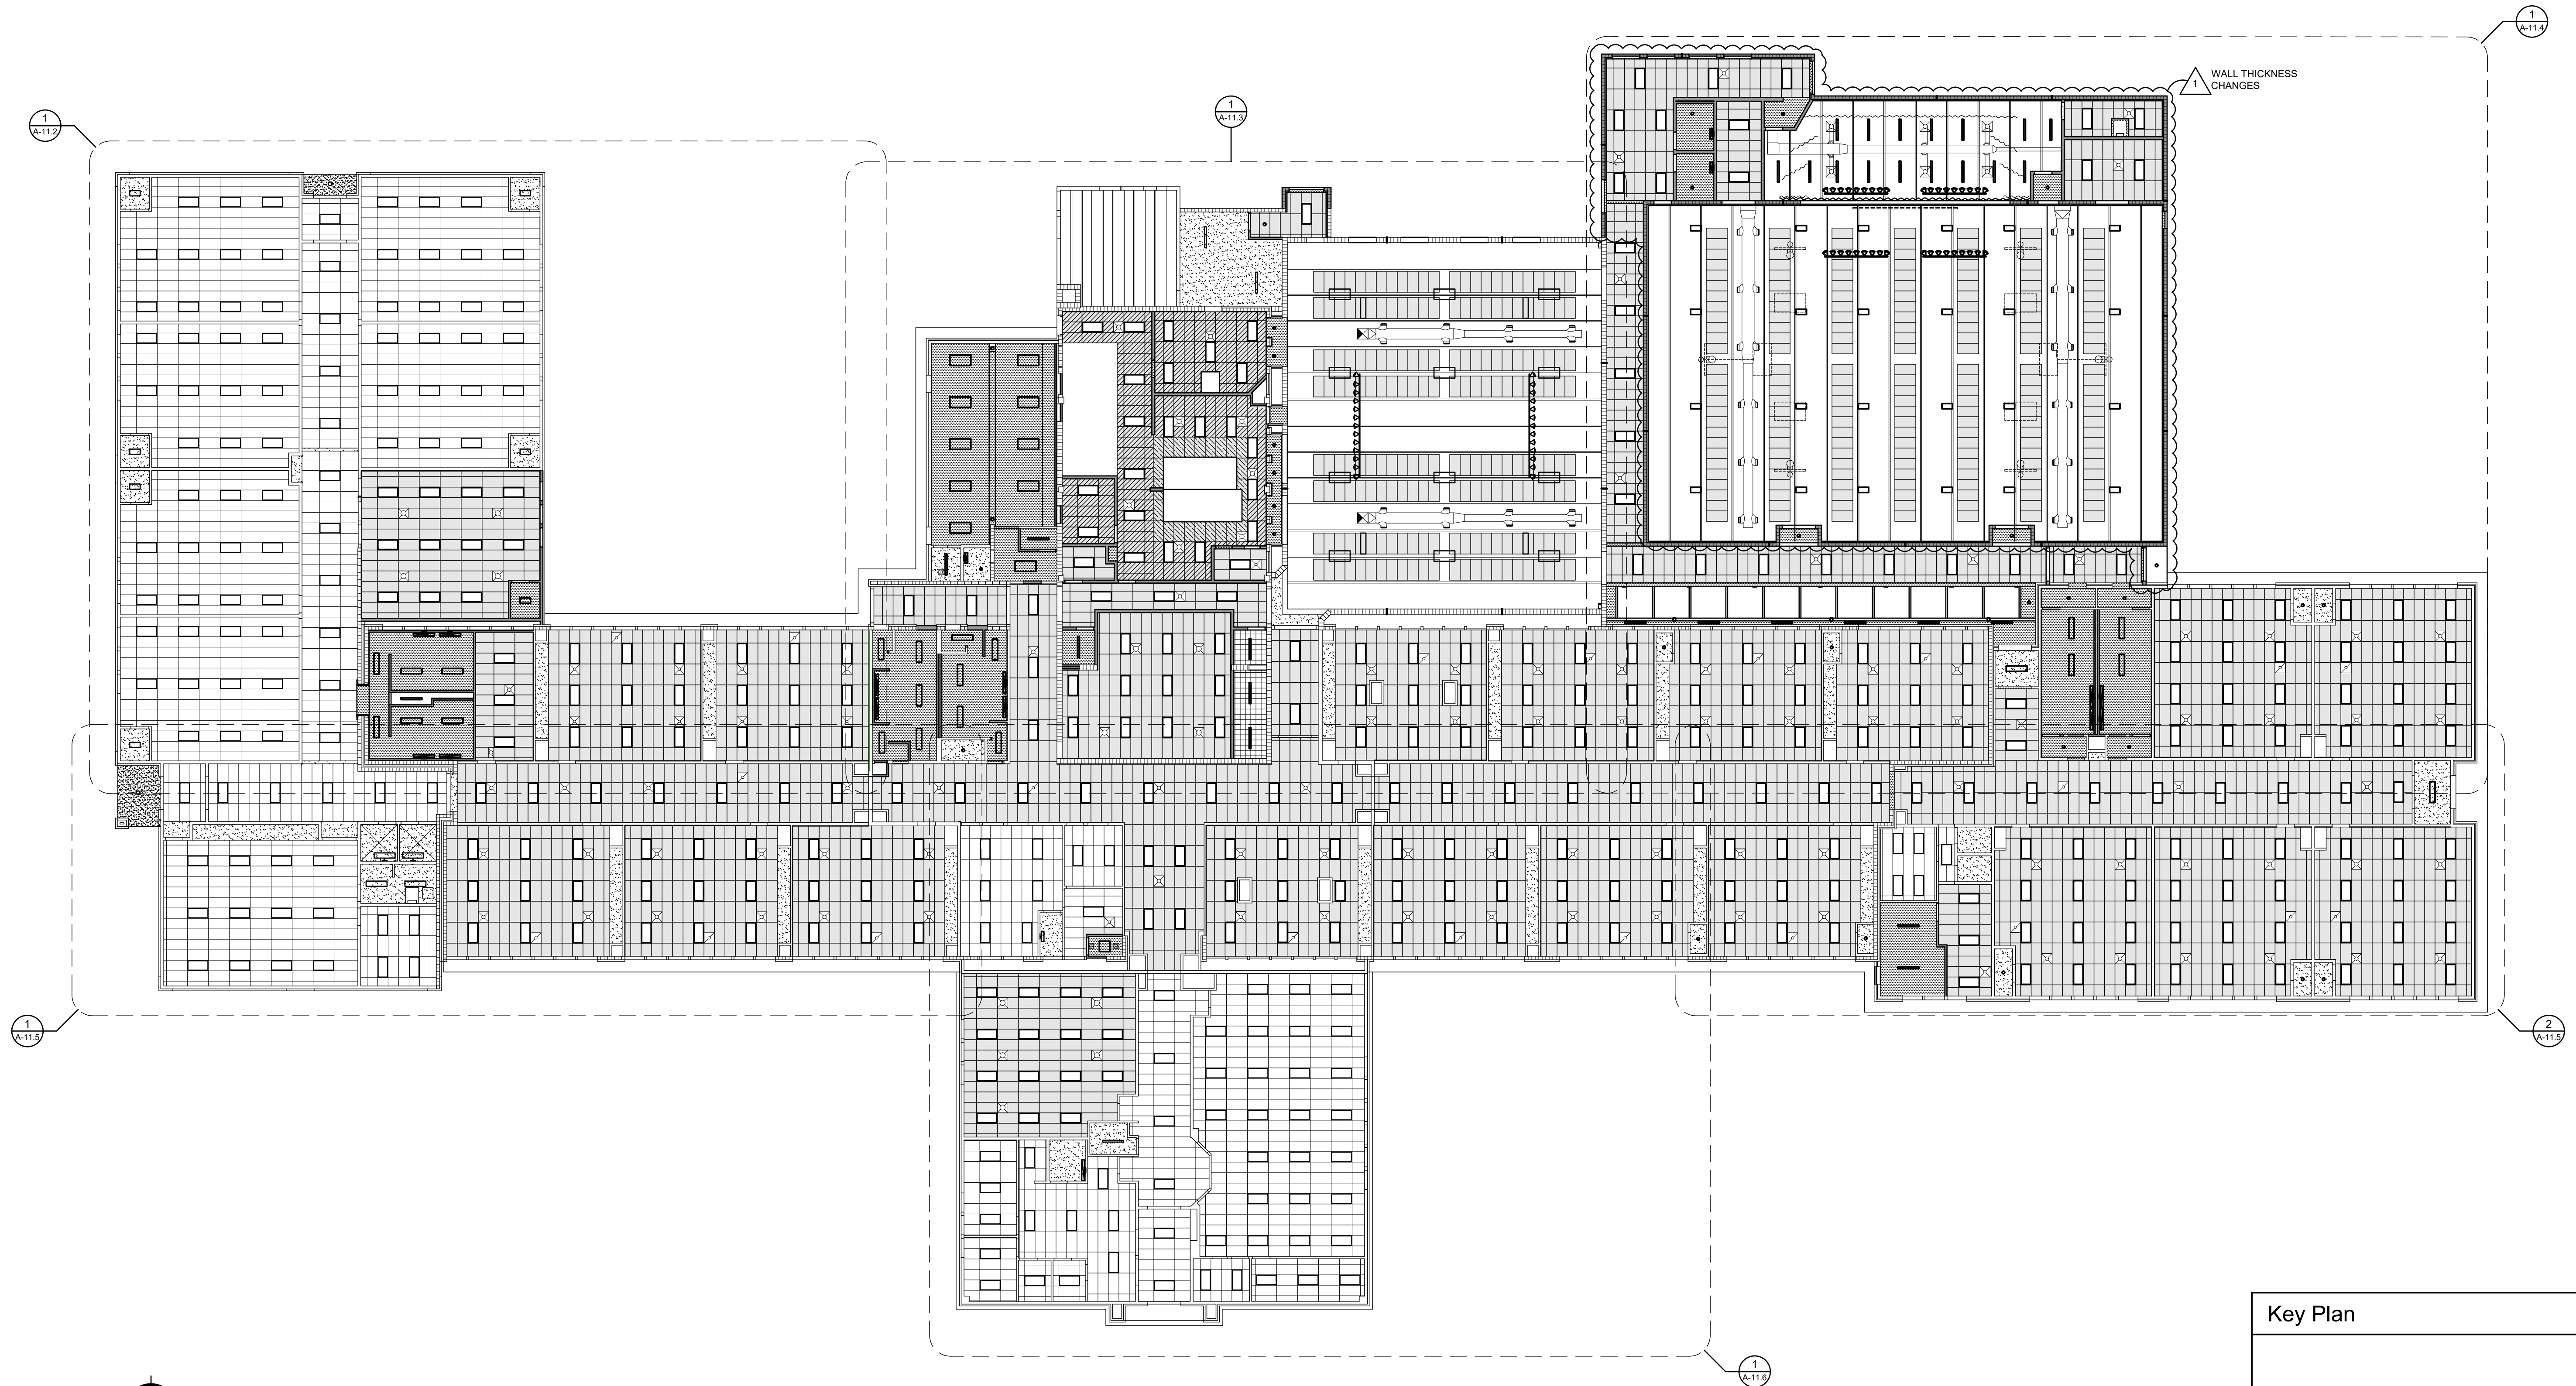 1
A-11.4
1
WALL THICKNESS
CHANGES
1
A-11.3
1
A-11.2
1
A-11.5
2
A-11.5
Key Plan
1
A-11.6